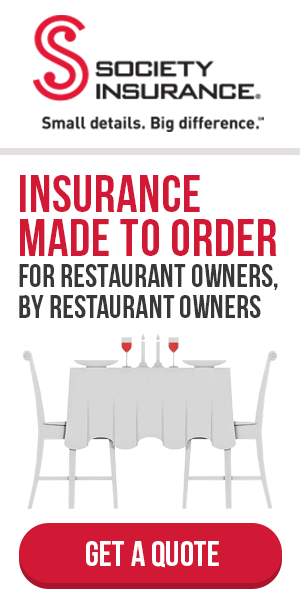 SOCIETY
INSURANCE®
Small details. Big difference.℠
INSURANCE
MADE TO ORDER
FOR RESTAURANT OWNERS,
BY RESTAURANT OWNERS
GET A QUOTE